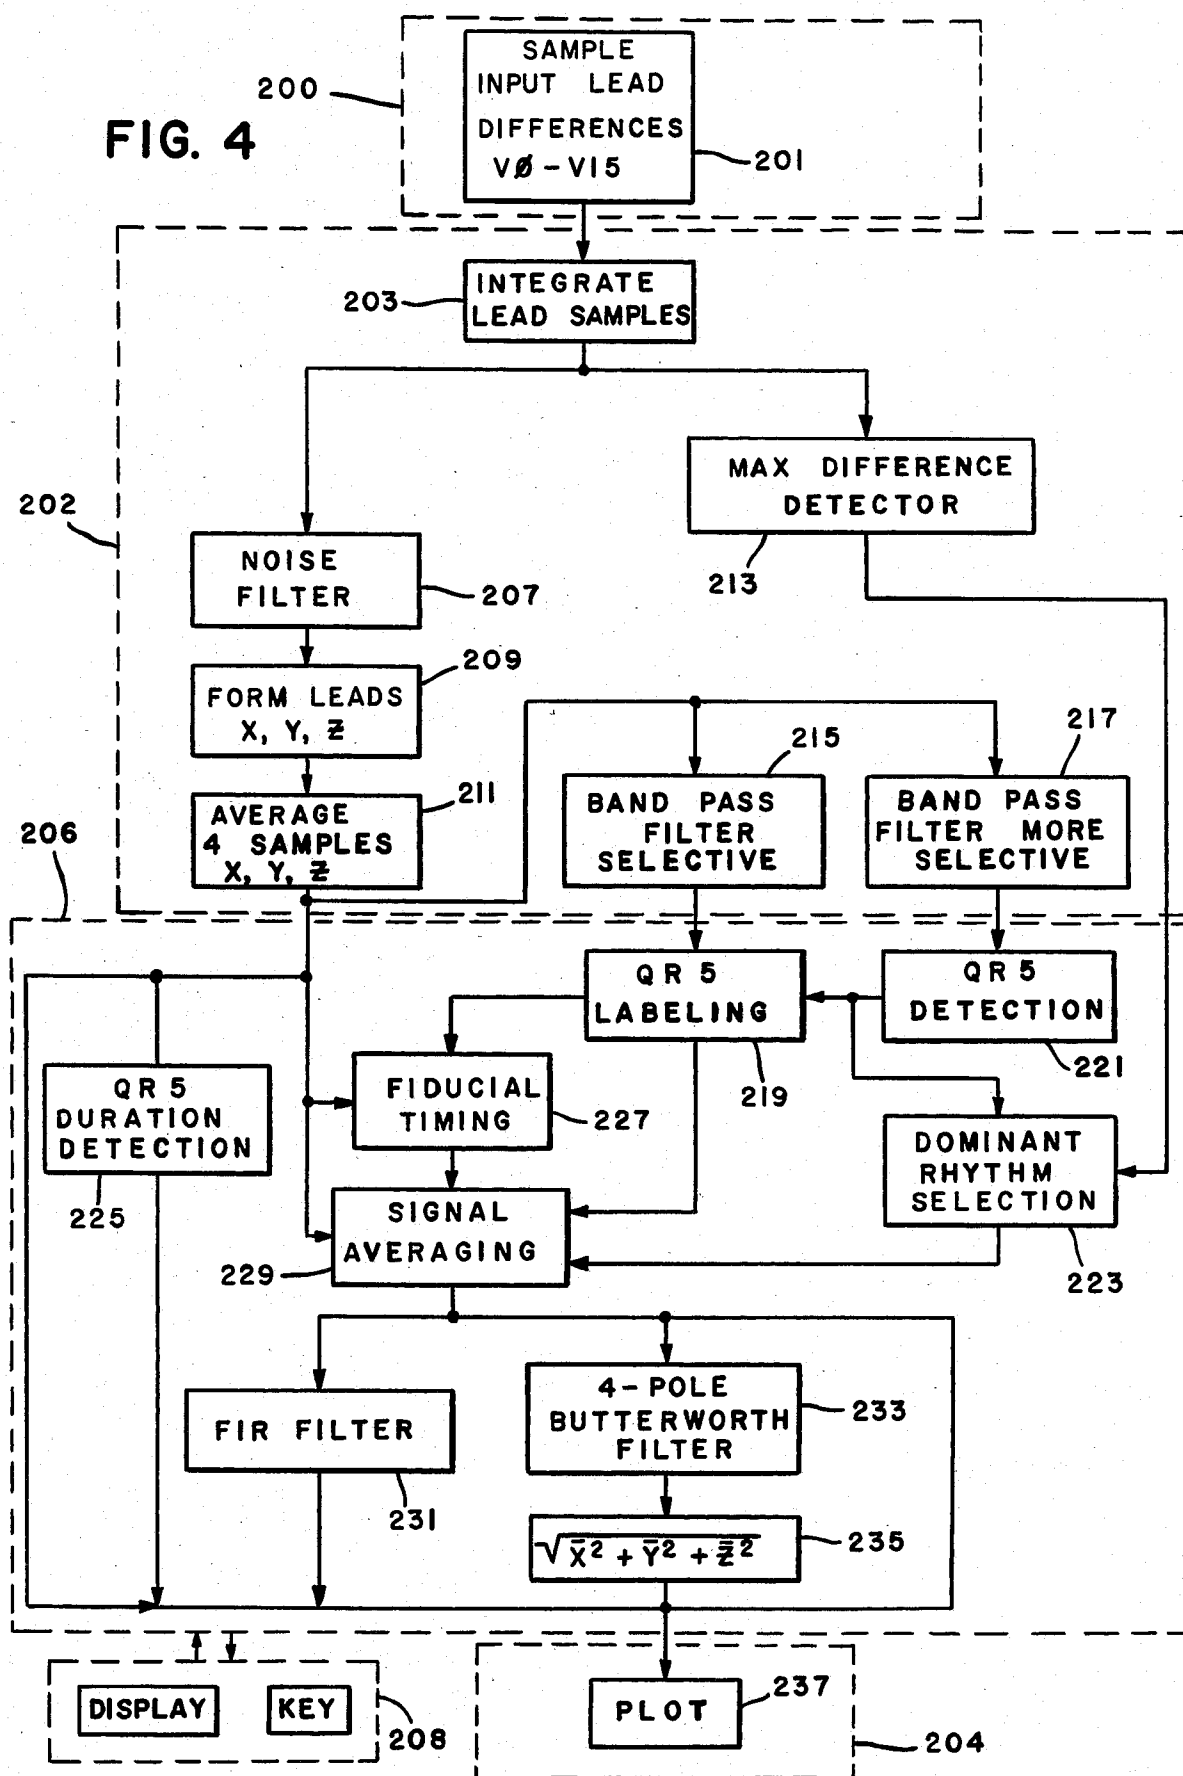 FIG. 4
200
SAMPLE
INPUT LEAD
DIFFERENCES
VØ-V15
201
203
INTEGRATE
LEAD SAMPLES
202
MAX DIFFERENCE
DETECTOR
213
NOISE
FILTER
207
209
FORM LEADS
X, Y, Z
211
AVERAGE
4 SAMPLES
X, Y, Z
215
BAND PASS
FILTER
SELECTIVE
217
BAND PASS
FILTER MORE
SELECTIVE
206
QR5
LABELING
219
QR5
DETECTION
221
QR5
DURATION
DETECTION
225
FIDUCIAL
TIMING
227
DOMINANT
RHYTHM
SELECTION
223
SIGNAL
AVERAGING
229
FIR FILTER
231
4-POLE
BUTTERWORTH
FILTER
233
√X̄² + Ȳ² + Z̄²
235
DISPLAY
KEY
208
PLOT
237
204